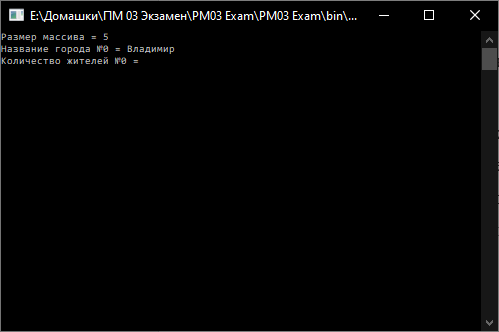 E:\Домашки\ПМ 03 Экзамен\PM03 Exam\PM03 Exam\bin\...
Размер массива = 5
Название города №0 = Владимир
Количество жителей №0 =